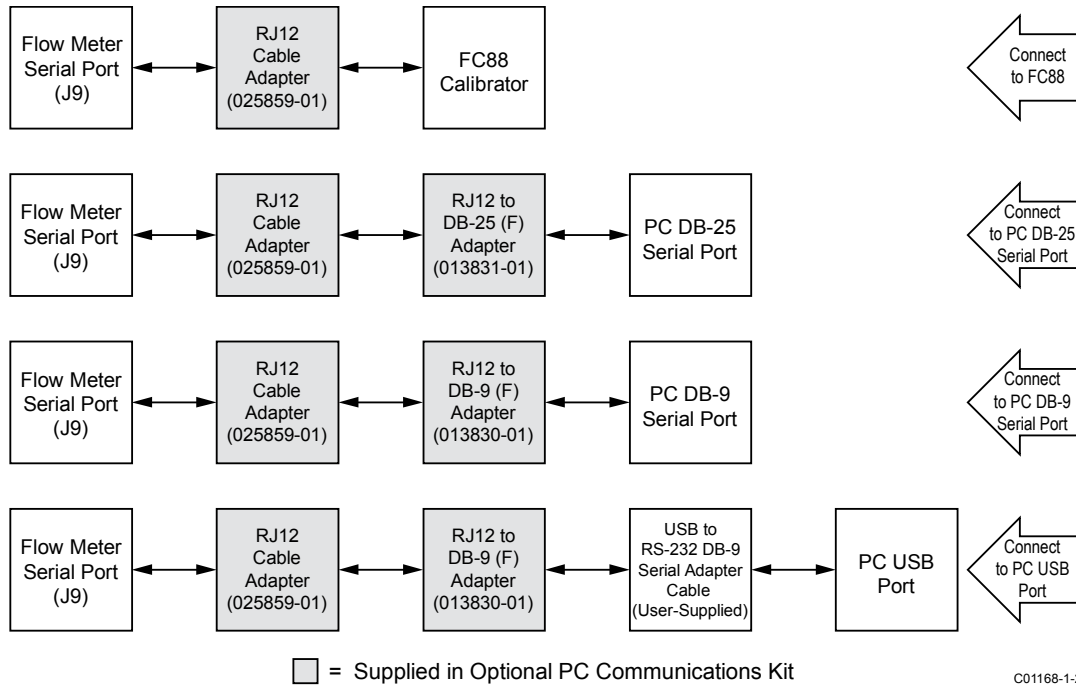 Flow Meter
Serial Port
(J9)
RJ12
Cable
Adapter
(025859-01)
FC88
Calibrator
Connect
to FC88
Flow Meter
Serial Port
(J9)
RJ12
Cable
Adapter
(025859-01)
RJ12 to
DB-25 (F)
Adapter
(013831-01)
PC DB-25
Serial Port
Connect
to PC DB-25
Serial Port
Flow Meter
Serial Port
(J9)
RJ12
Cable
Adapter
(025859-01)
RJ12 to
DB-9 (F)
Adapter
(013830-01)
PC DB-9
Serial Port
Connect
to PC DB-9
Serial Port
Flow Meter
Serial Port
(J9)
RJ12
Cable
Adapter
(025859-01)
RJ12 to
DB-9 (F)
Adapter
(013830-01)
USB to
RS-232 DB-9
Serial Adapter
Cable
(User-Supplied)
PC USB
Port
Connect
to PC USB
Port
= Supplied in Optional PC Communications Kit